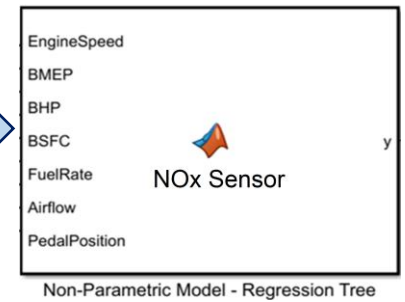 EngineSpeed
BMEP
BHP
BSFC
y
FuelRate
NOx Sensor
Airflow
PedalPosition
Non-Parametric Model - Regression Tree